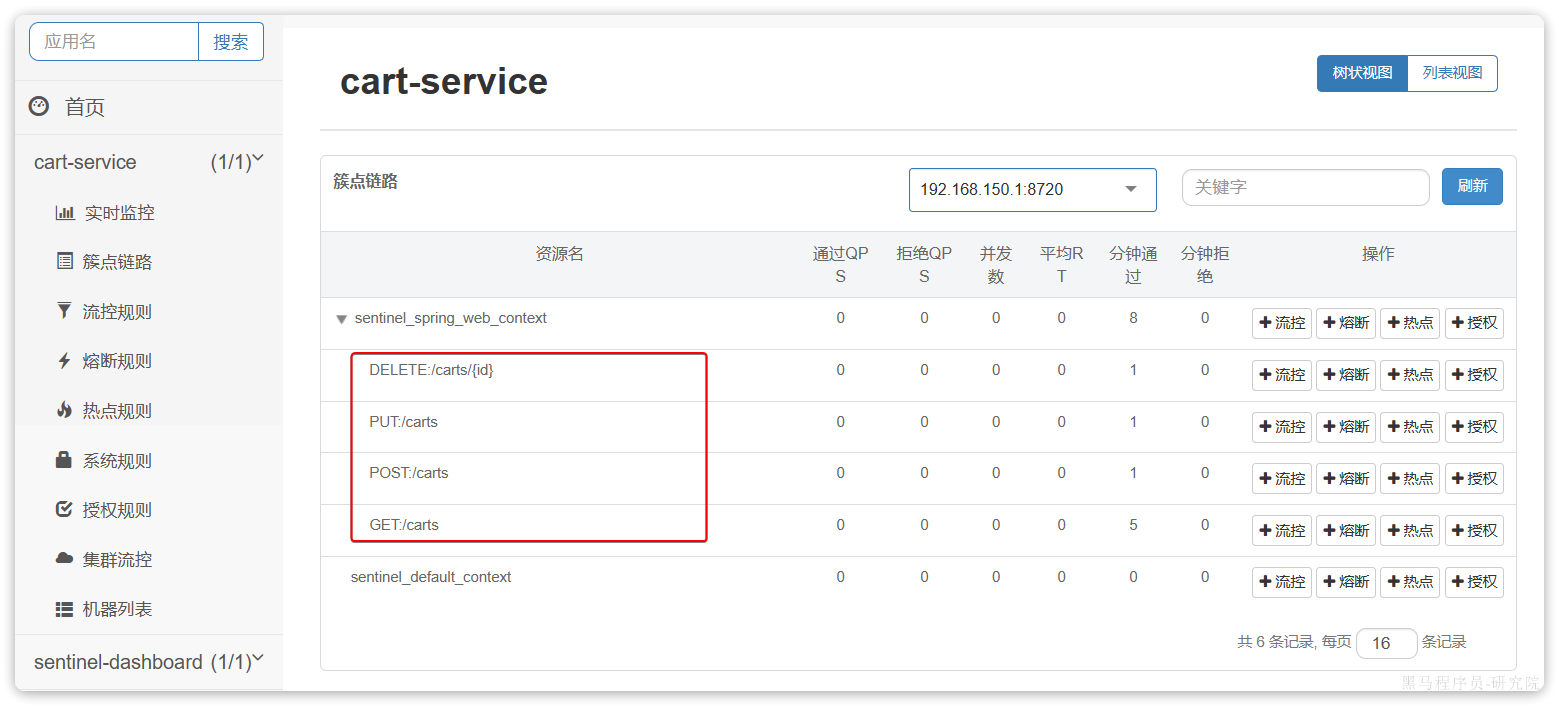 应用名 搜索
首页
cart-service (1/1)
实时监控
簇点链路
流控规则
熔断规则
热点规则
系统规则
授权规则
集群流控
机器列表
sentinel-dashboard (1/1)
cart-service
树状视图 列表视图
簇点链路 192.168.150.1:8720 关键字 刷新
资源名 通过QPS 拒绝QPS 并发数 平均RT 分钟通过 分钟拒绝 操作
sentinel_spring_web_context 0 0 0 0 8 0 流控 熔断 热点 授权
DELETE:/carts/{id} 0 0 0 0 1 0 流控 熔断 热点 授权
PUT:/carts 0 0 0 0 1 0 流控 熔断 热点 授权
POST:/carts 0 0 0 0 1 0 流控 熔断 热点 授权
GET:/carts 0 0 0 0 5 0 流控 熔断 热点 授权
sentinel_default_context 0 0 0 0 0 0 流控 熔断 热点 授权
共 6 条记录, 每页 16 条记录
黑马程序员-研究院